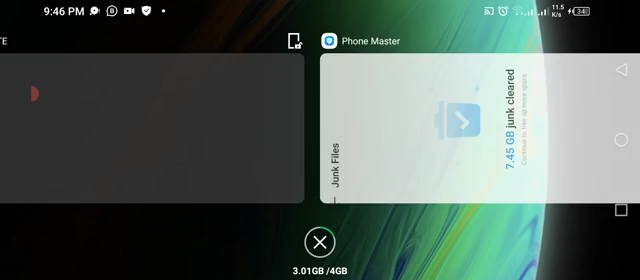 9:46 PM
11.5
K/s
34
TE
Phone Master
Junk Files
7.45 GB junk cleared
Continue to free up more space
3.01GB /4GB